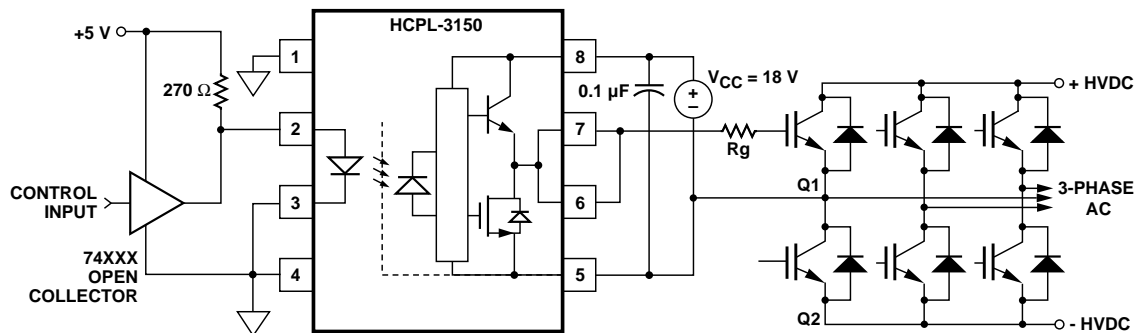 HCPL-3150
+5 V
270 Ω
1
2
3
4
8
7
6
5
0.1 µF
VCC = 18 V
+
–
Rg
+ HVDC
Q1
3-PHASE
AC
Q2
- HVDC
CONTROL
INPUT
74XXX
OPEN
COLLECTOR